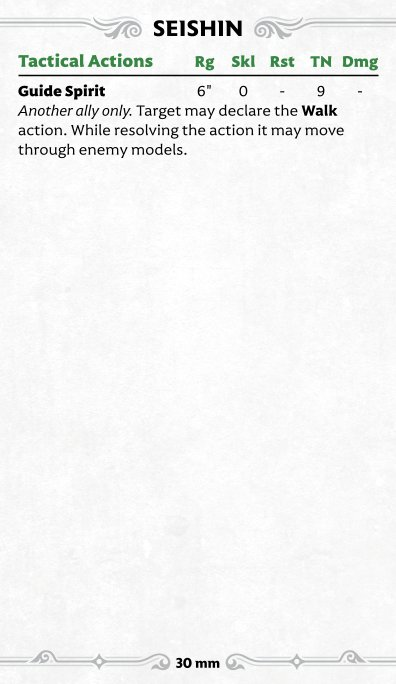 SEISHIN
Tactical Actions Rg Skl Rst TN Dmg
Guide Spirit 6" 0 - 9 -
Another ally only. Target may declare the Walk
action. While resolving the action it may move
through enemy models.
30 mm